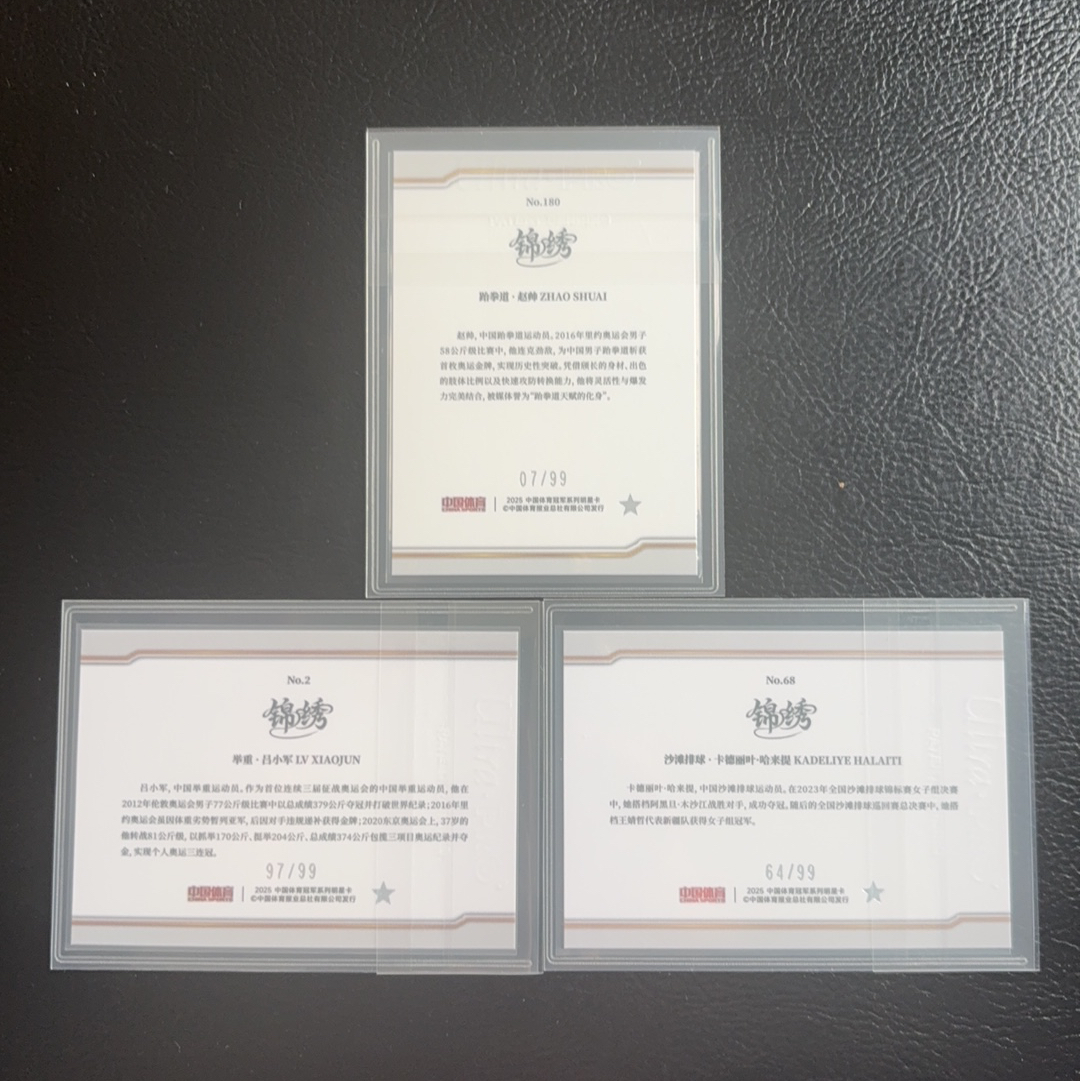 No.180
锦绣
跆拳道·赵帅 ZHAO SHUAI
赵帅,中国跆拳道运动员。2016年里约奥运会男子
58公斤级比赛中,他连克劲敌,为中国男子跆拳道斩获
首枚奥运金牌,实现历史性突破。凭借颀长的身材、出色
的肢体比例以及快速攻防转换能力,他将灵活性与爆发
力完美结合,被媒体誉为“跆拳道天赋的化身”。
07/99
中国体育
CHINA SPORTS
2025 中国体育冠军系列明星卡
©中国体育报业总社有限公司发行
No.2
锦绣
举重·吕小军 LV XIAOJUN
吕小军,中国举重运动员。作为首位连续三届征战奥运会的中国举重运动员,他在
2012年伦敦奥运会男子77公斤级比赛中以总成绩379公斤夺冠并打破世界纪录;2016年里
约奥运会虽因体重劣势暂列亚军,后因对手违规递补获得金牌;2020东京奥运会上,37岁的
他转战81公斤级,以抓举170公斤、挺举204公斤、总成绩374公斤包揽三项目奥运纪录并夺
金,实现个人奥运三连冠。
97/99
中国体育
CHINA SPORTS
2025 中国体育冠军系列明星卡
©中国体育报业总社有限公司发行
No.68
锦绣
沙滩排球·卡德丽叶·哈来提 KADELIYE HALAITI
卡德丽叶·哈来提,中国沙滩排球运动员。在2023年全国沙滩排球锦标赛女子组决赛
中,她搭档阿黑旦·木沙江战胜对手,成功夺冠。随后的全国沙滩排球巡回赛总决赛中,她搭
档王婧哲代表新疆队获得女子组冠军。
64/99
中国体育
CHINA SPORTS
2025 中国体育冠军系列明星卡
©中国体育报业总社有限公司发行